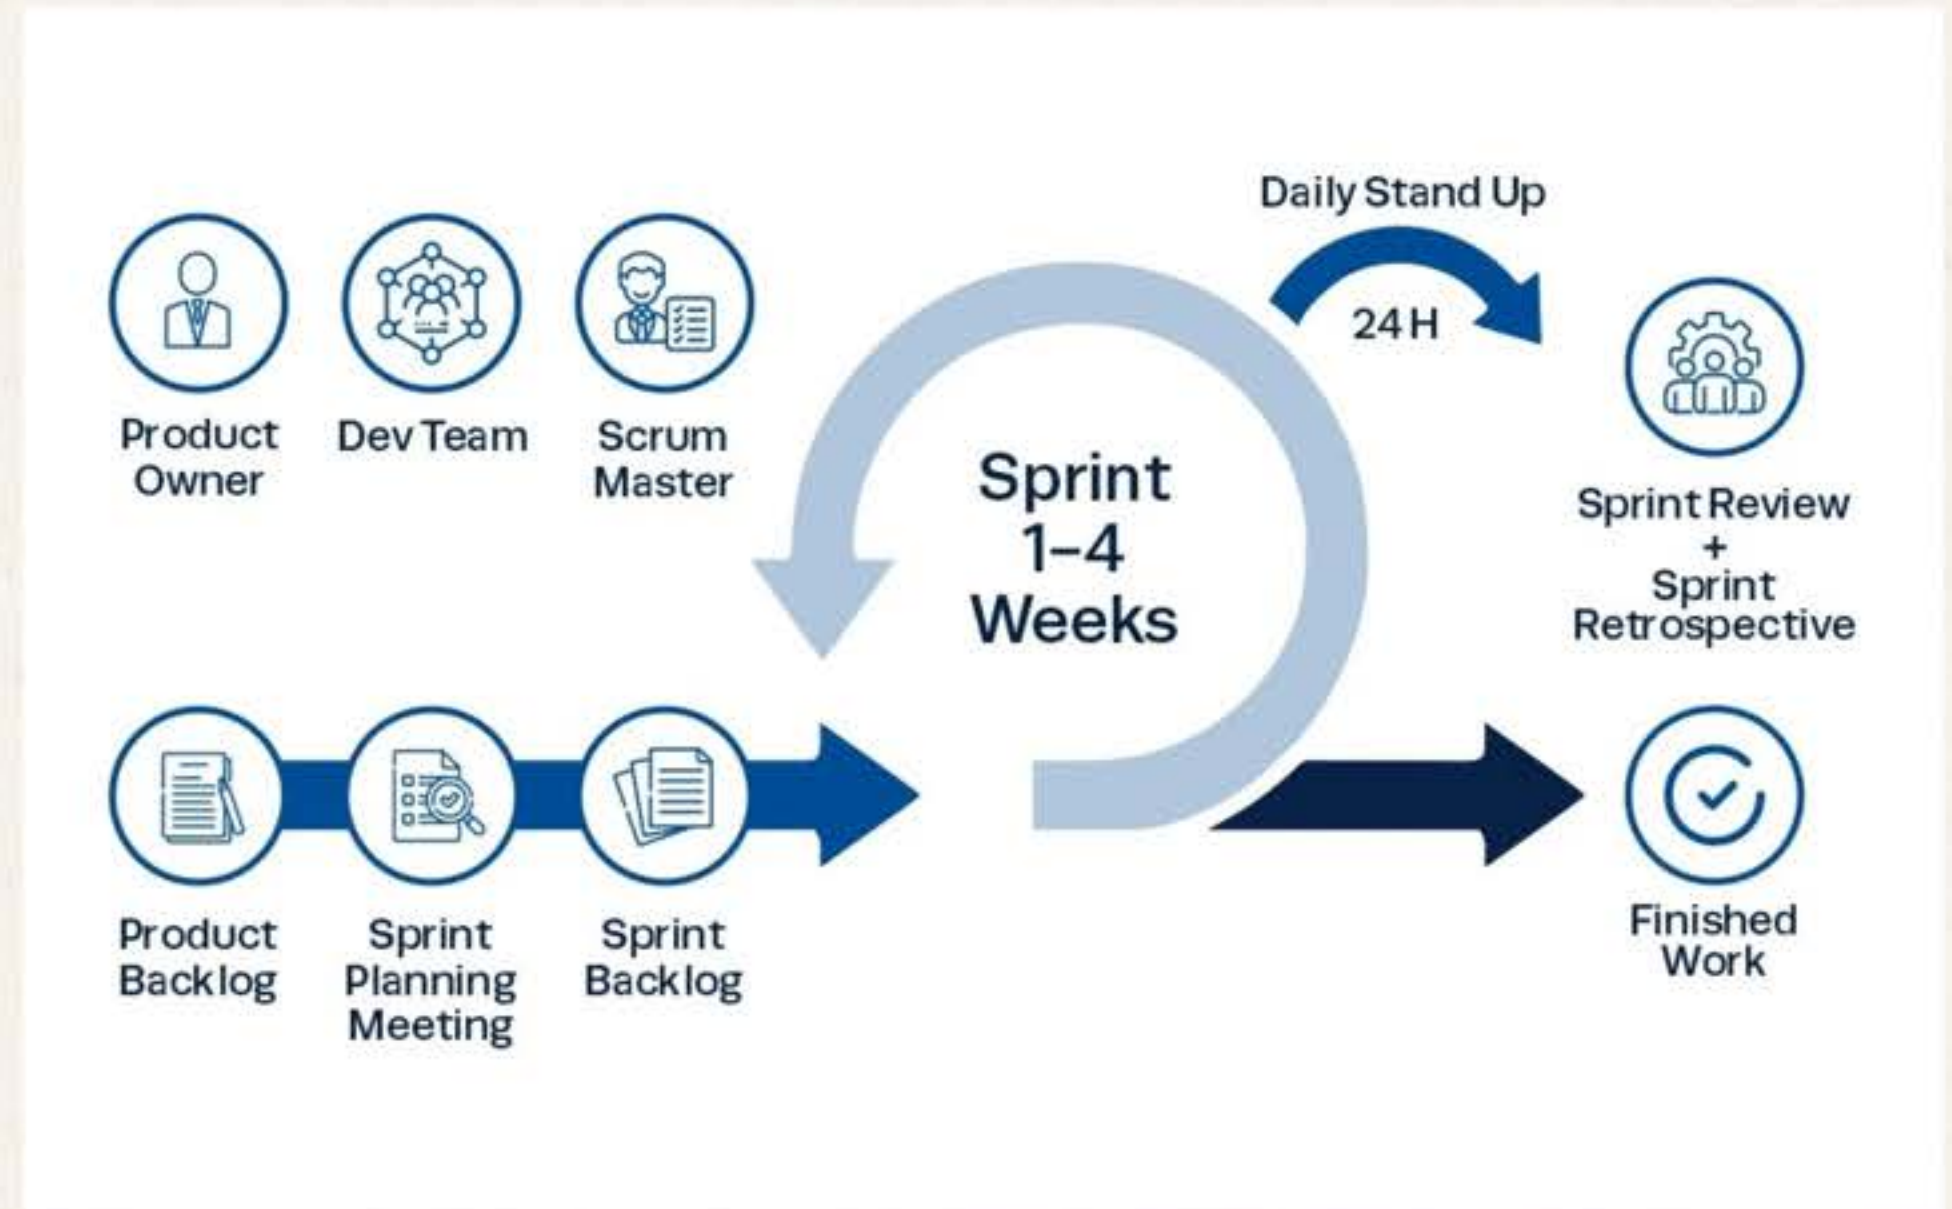 Product
Owner
Dev Team
Scrum
Master
Daily Stand Up
24 H
Sprint
1–4
Weeks
Sprint Review
+
Sprint
Retrospective
Product
Backlog
Sprint
Planning
Meeting
Sprint
Backlog
Finished
Work